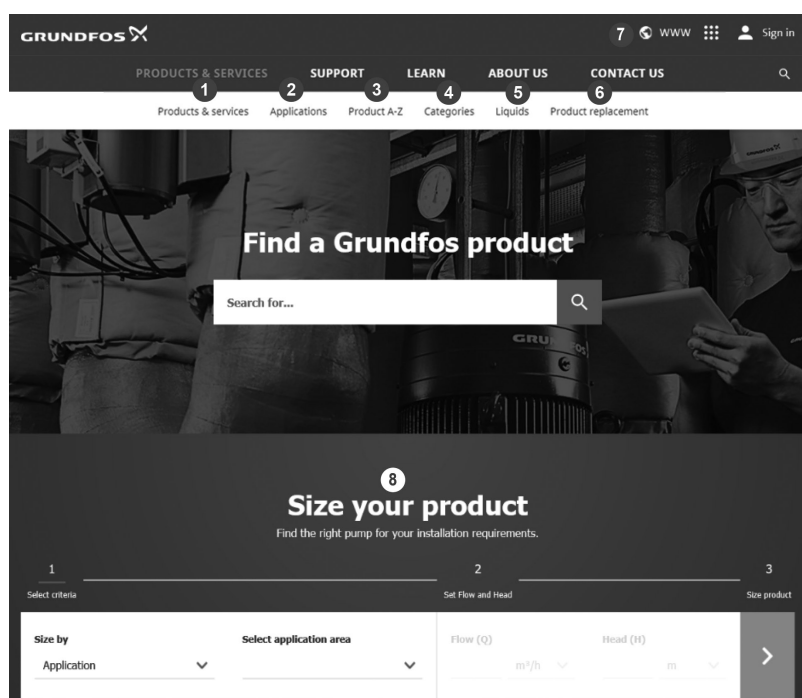 GRUNDFOS
7 WWW Sign in
PRODUCTS & SERVICES SUPPORT LEARN ABOUT US CONTACT US
1 2 3 4 5 6
Products & services Applications Product A-Z Categories Liquids Product replacement
Find a Grundfos product
Search for...
GRUNDFOS
8
Size your product
Find the right pump for your installation requirements.
1 2 3
Select criteria Set Flow and Head Size product
Size by Select application area Flow (Q) Head (H)
Application m³/h m